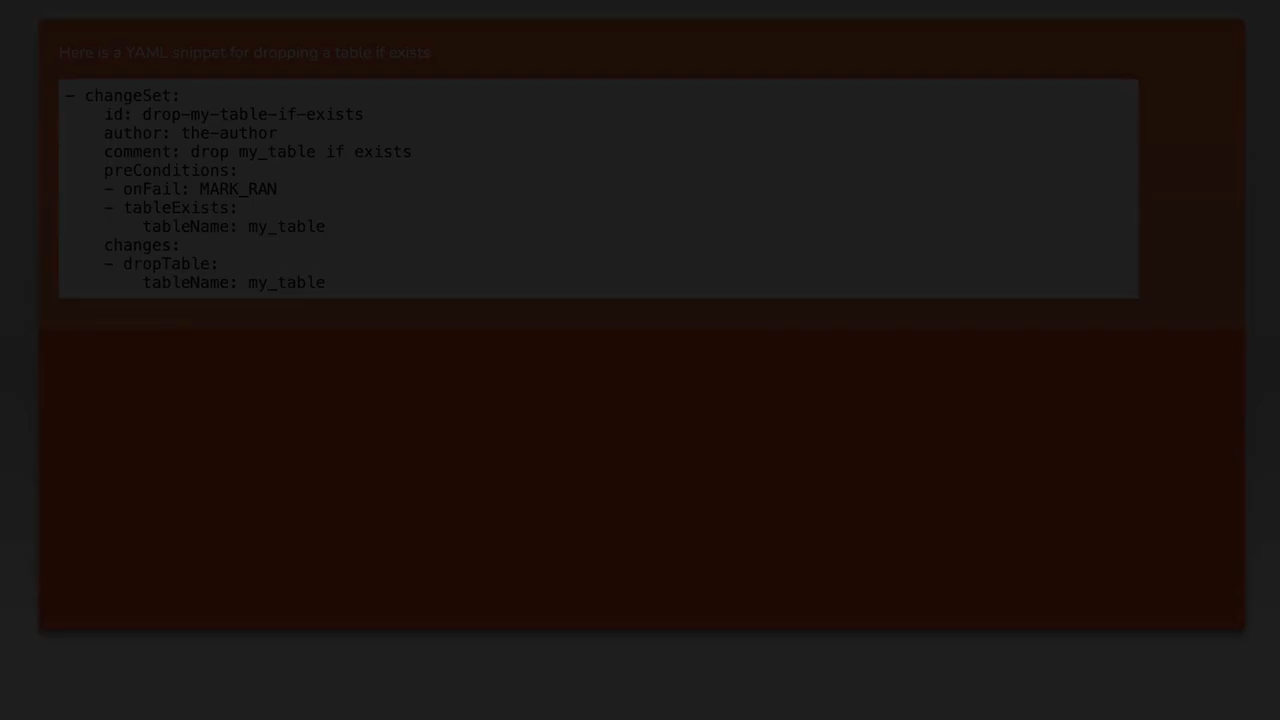 Here is a YAML snippet for dropping a table if exists
- changeSet:
    id: drop-my-table-if-exists
    author: the-author
    comment: drop my_table if exists
    preConditions:
    - onFail: MARK_RAN
    - tableExists:
        tableName: my_table
    changes:
    - dropTable:
        tableName: my_table